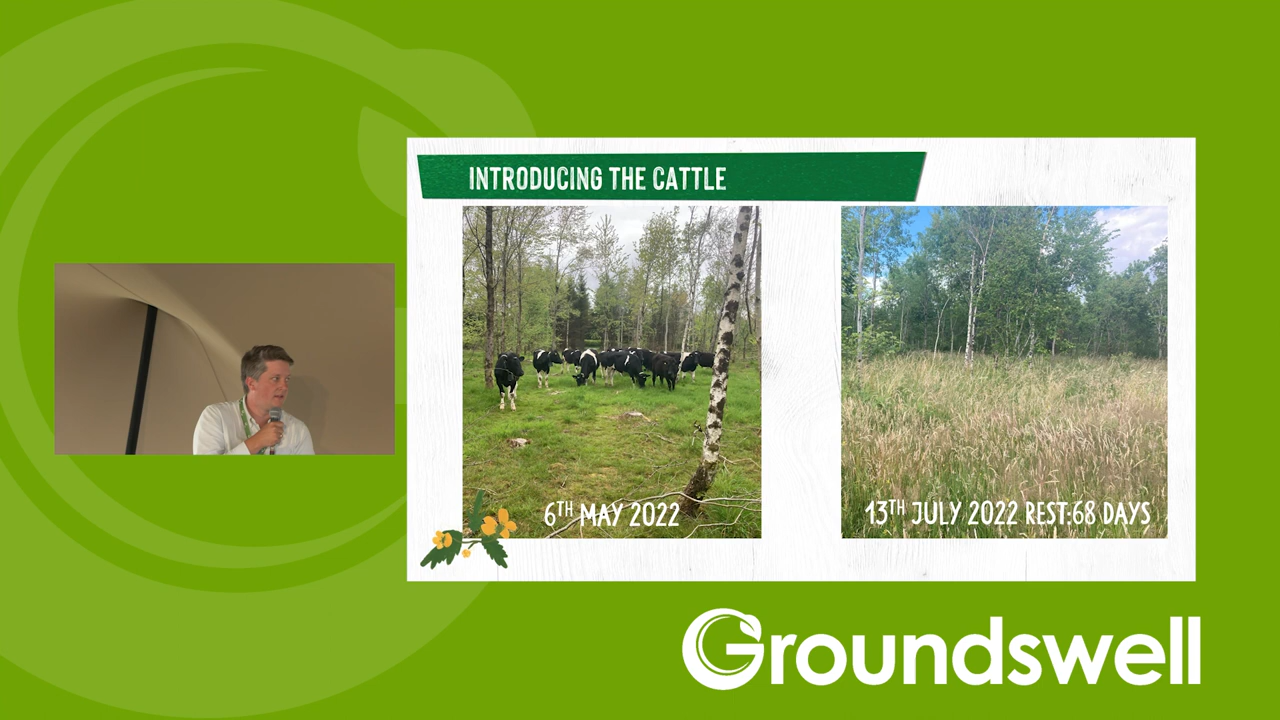 INTRODUCING THE CATTLE
6TH MAY 2022
13TH JULY 2022 REST:68 DAYS
Groundswell